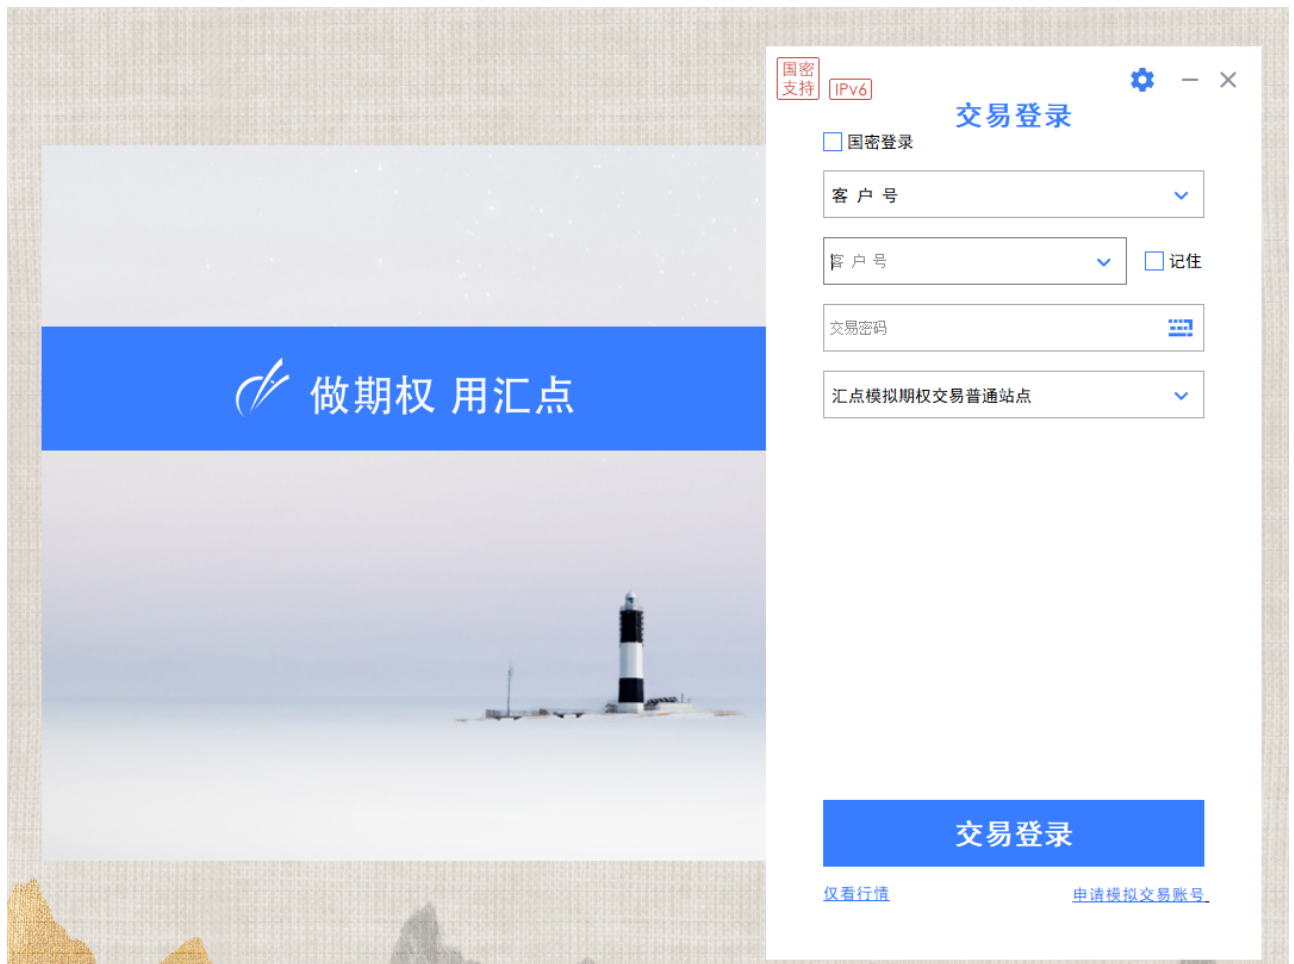 国密
支持
IPv6
交易登录
国密登录
客 户 号
客 户 号
记住
交易密码
汇点模拟期权交易普通站点
做期权 用汇点
交易登录
仅看行情
申请模拟交易账号